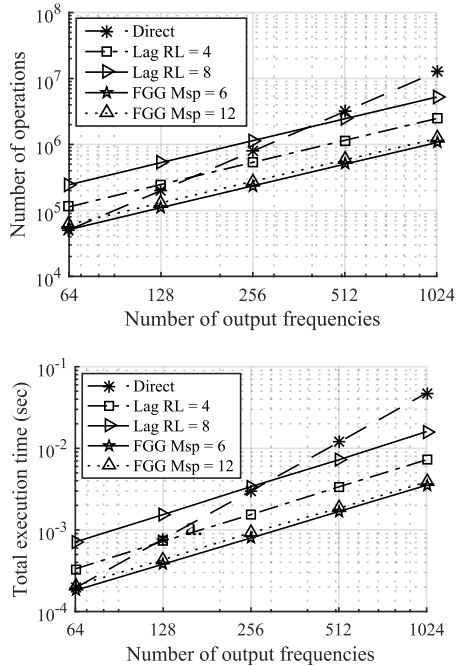 10^8
Direct
Lag RL = 4
Lag RL = 8
FGG Msp = 6
FGG Msp = 12
10^7
10^6
10^5
10^4
Number of operations
64 128 256 512 1024
Number of output frequencies
10^-1
Direct
Lag RL = 4
Lag RL = 8
FGG Msp = 6
FGG Msp = 12
10^-2
10^-3
10^-4
Total execution time (sec)
64 128 256 512 1024
Number of output frequencies